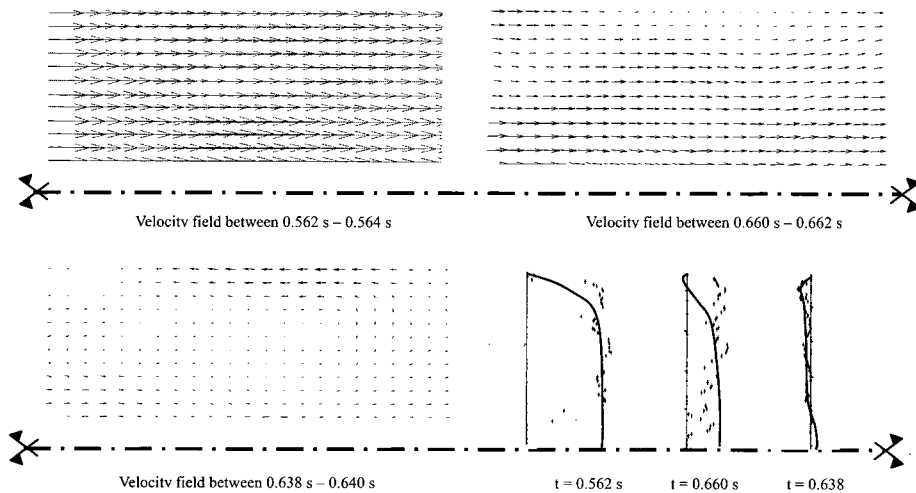 Velocity field between 0.562 s – 0.564 s
Velocity field between 0.660 s – 0.662 s
Velocity field between 0.638 s – 0.640 s
t = 0.562 s
t = 0.660 s
t = 0.638